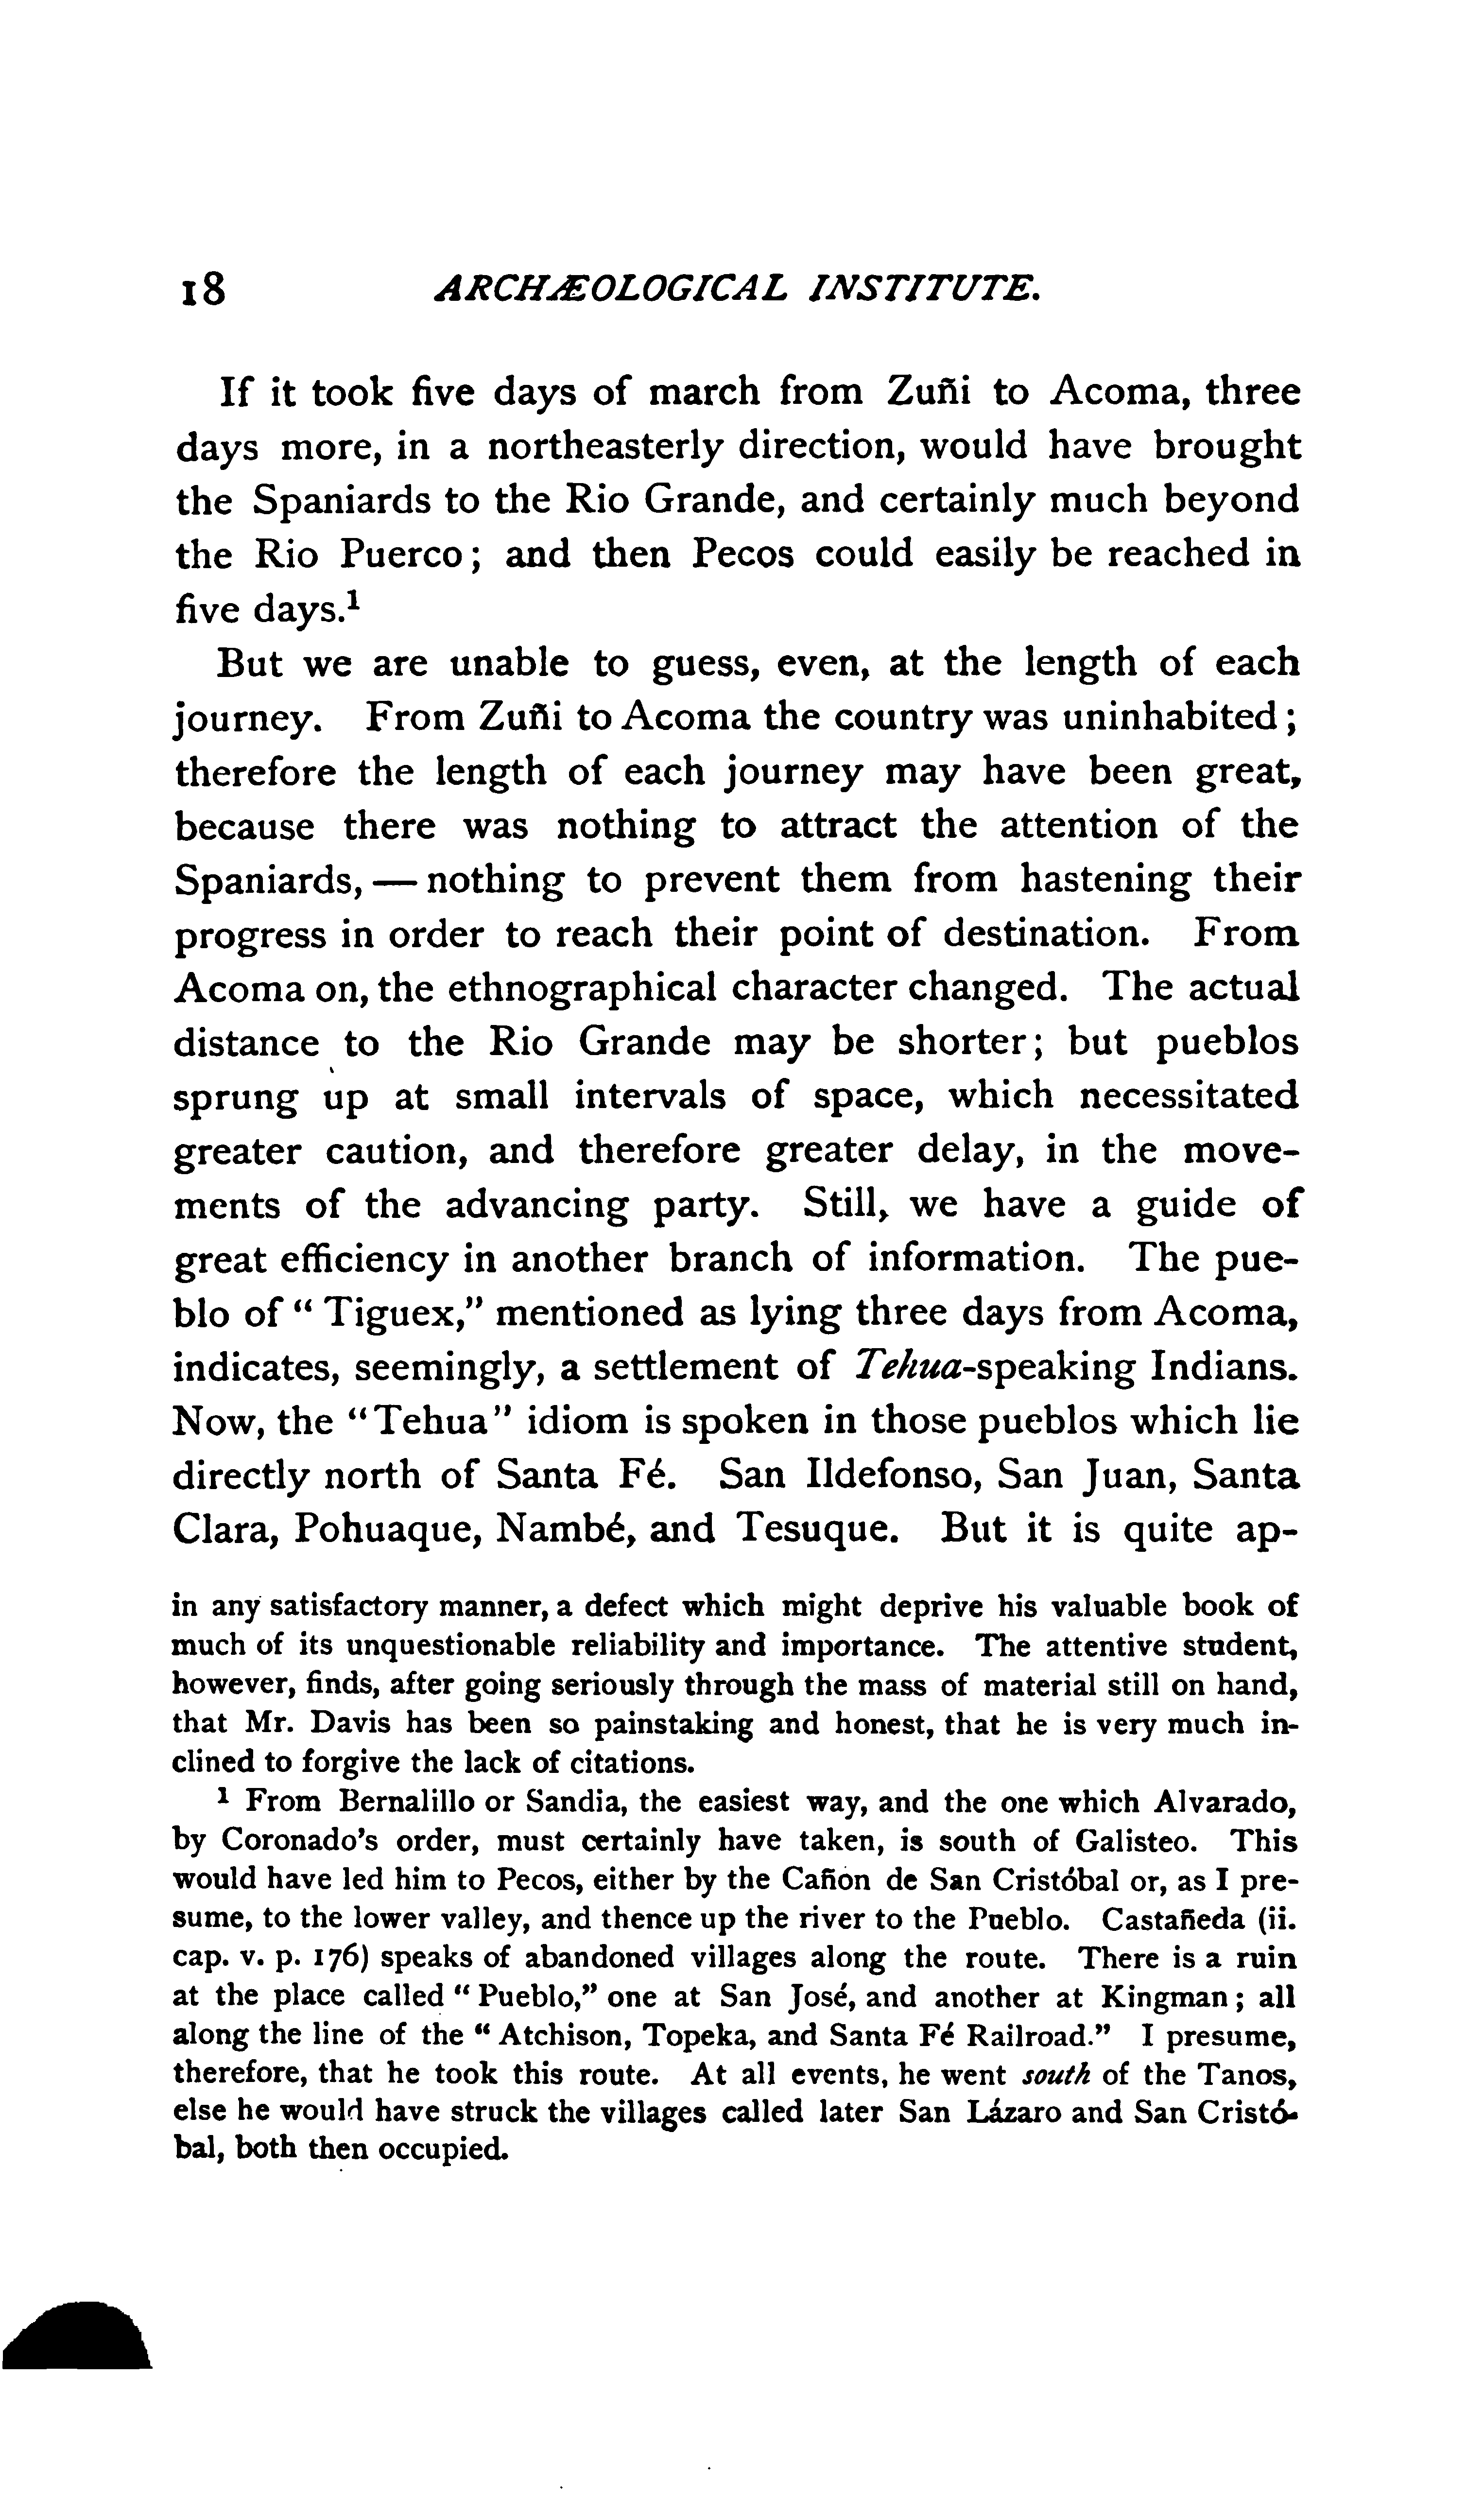 18 ARCHÆOLOGICAL INSTITUTE.
If it took five days of march from Zuñi to Acoma, three
days more, in a northeasterly direction, would have brought
the Spaniards to the Rio Grande, and certainly much beyond
the Rio Puerco; and then Pecos could easily be reached in
five days.¹
But we are unable to guess, even, at the length of each
journey. From Zuñi to Acoma the country was uninhabited;
therefore the length of each journey may have been great,
because there was nothing to attract the attention of the
Spaniards, — nothing to prevent them from hastening their
progress in order to reach their point of destination. From
Acoma on, the ethnographical character changed. The actual
distance to the Rio Grande may be shorter; but pueblos
sprung up at small intervals of space, which necessitated
greater caution, and therefore greater delay, in the move-
ments of the advancing party. Still, we have a guide of
great efficiency in another branch of information. The pue-
blo of "Tiguex," mentioned as lying three days from Acoma,
indicates, seemingly, a settlement of Tehua-speaking Indians.
Now, the "Tehua" idiom is spoken in those pueblos which lie
directly north of Santa Fé. San Ildefonso, San Juan, Santa
Clara, Pohuaque, Nambé, and Tesuque. But it is quite ap-
in any satisfactory manner, a defect which might deprive his valuable book of
much of its unquestionable reliability and importance. The attentive student,
however, finds, after going seriously through the mass of material still on hand,
that Mr. Davis has been so painstaking and honest, that he is very much in-
clined to forgive the lack of citations.
¹ From Bernalillo or Sandia, the easiest way, and the one which Alvarado,
by Coronado's order, must certainly have taken, is south of Galisteo. This
would have led him to Pecos, either by the Cañon de San Cristóbal or, as I pre-
sume, to the lower valley, and thence up the river to the Pueblo. Castañeda (ii.
cap. v. p. 176) speaks of abandoned villages along the route. There is a ruin
at the place called "Pueblo," one at San José, and another at Kingman; all
along the line of the "Atchison, Topeka, and Santa Fé Railroad." I presume,
therefore, that he took this route. At all events, he went south of the Tanos,
else he would have struck the villages called later San Lázaro and San Cristó-
bal, both then occupied.